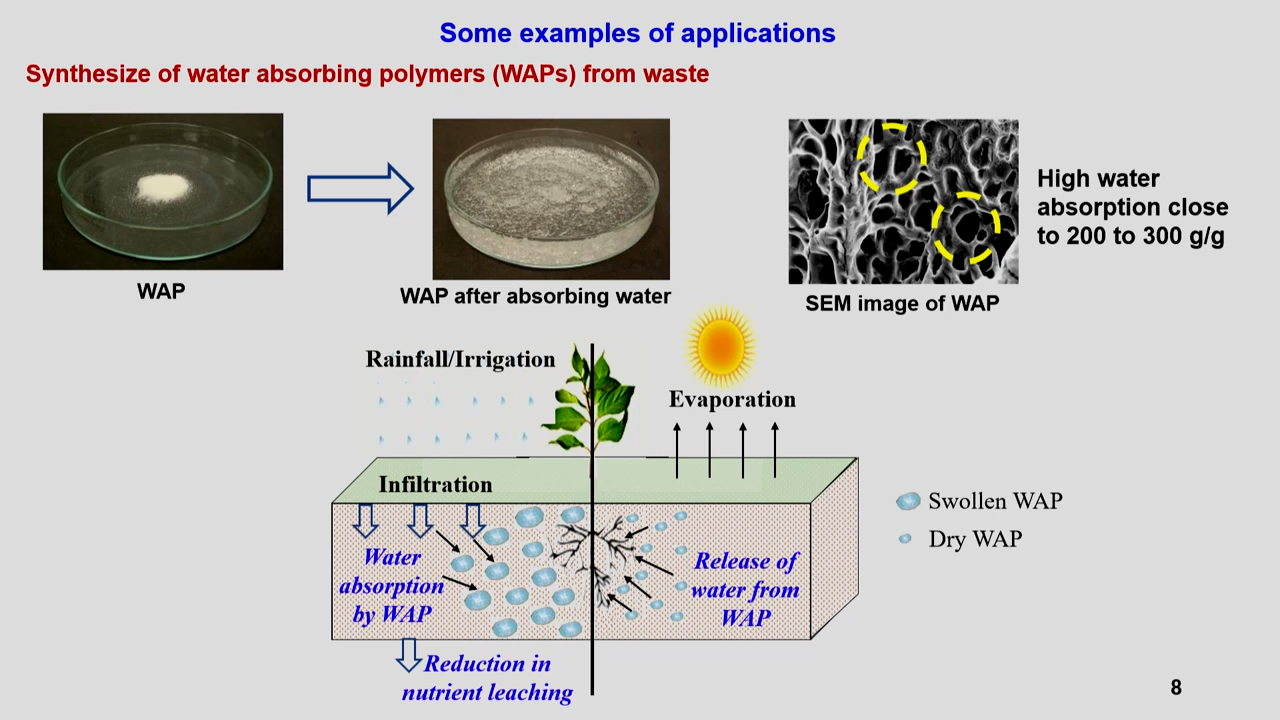 Some examples of applications
Synthesize of water absorbing polymers (WAPs) from waste
High water
absorption close
to 200 to 300 g/g
WAP
WAP after absorbing water
SEM image of WAP
Rainfall/Irrigation
Evaporation
Infiltration
Swollen WAP
Dry WAP
Water
absorption
by WAP
Release of
water from
WAP
Reduction in
nutrient leaching
8